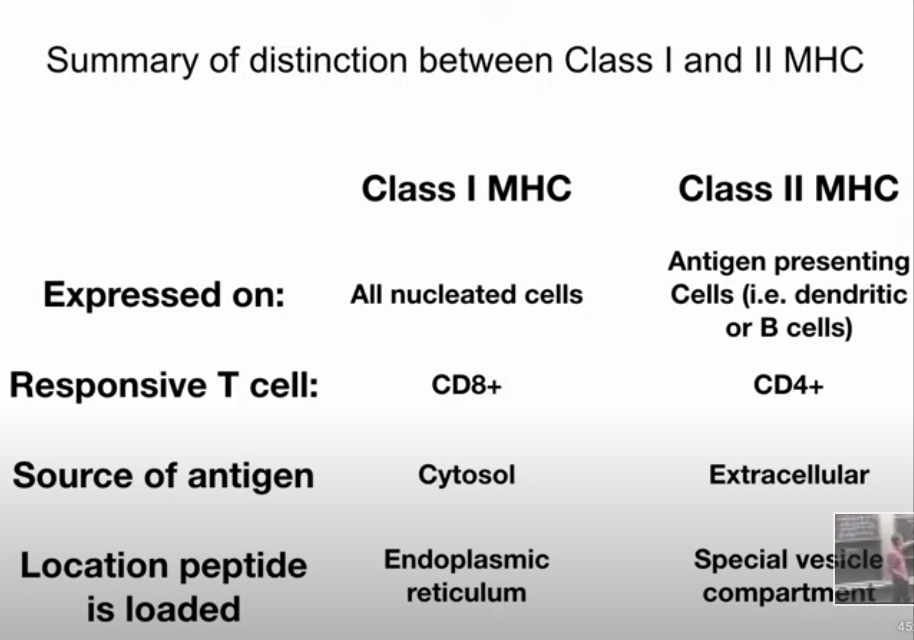 Summary of distinction between Class I and II MHC
Class I MHC
Class II MHC
Expressed on:
All nucleated cells
Antigen presenting
Cells (i.e. dendritic
or B cells)
Responsive T cell:
CD8+
CD4+
Source of antigen
Cytosol
Extracellular
Location peptide
is loaded
Endoplasmic
reticulum
Special vesicle
compartment